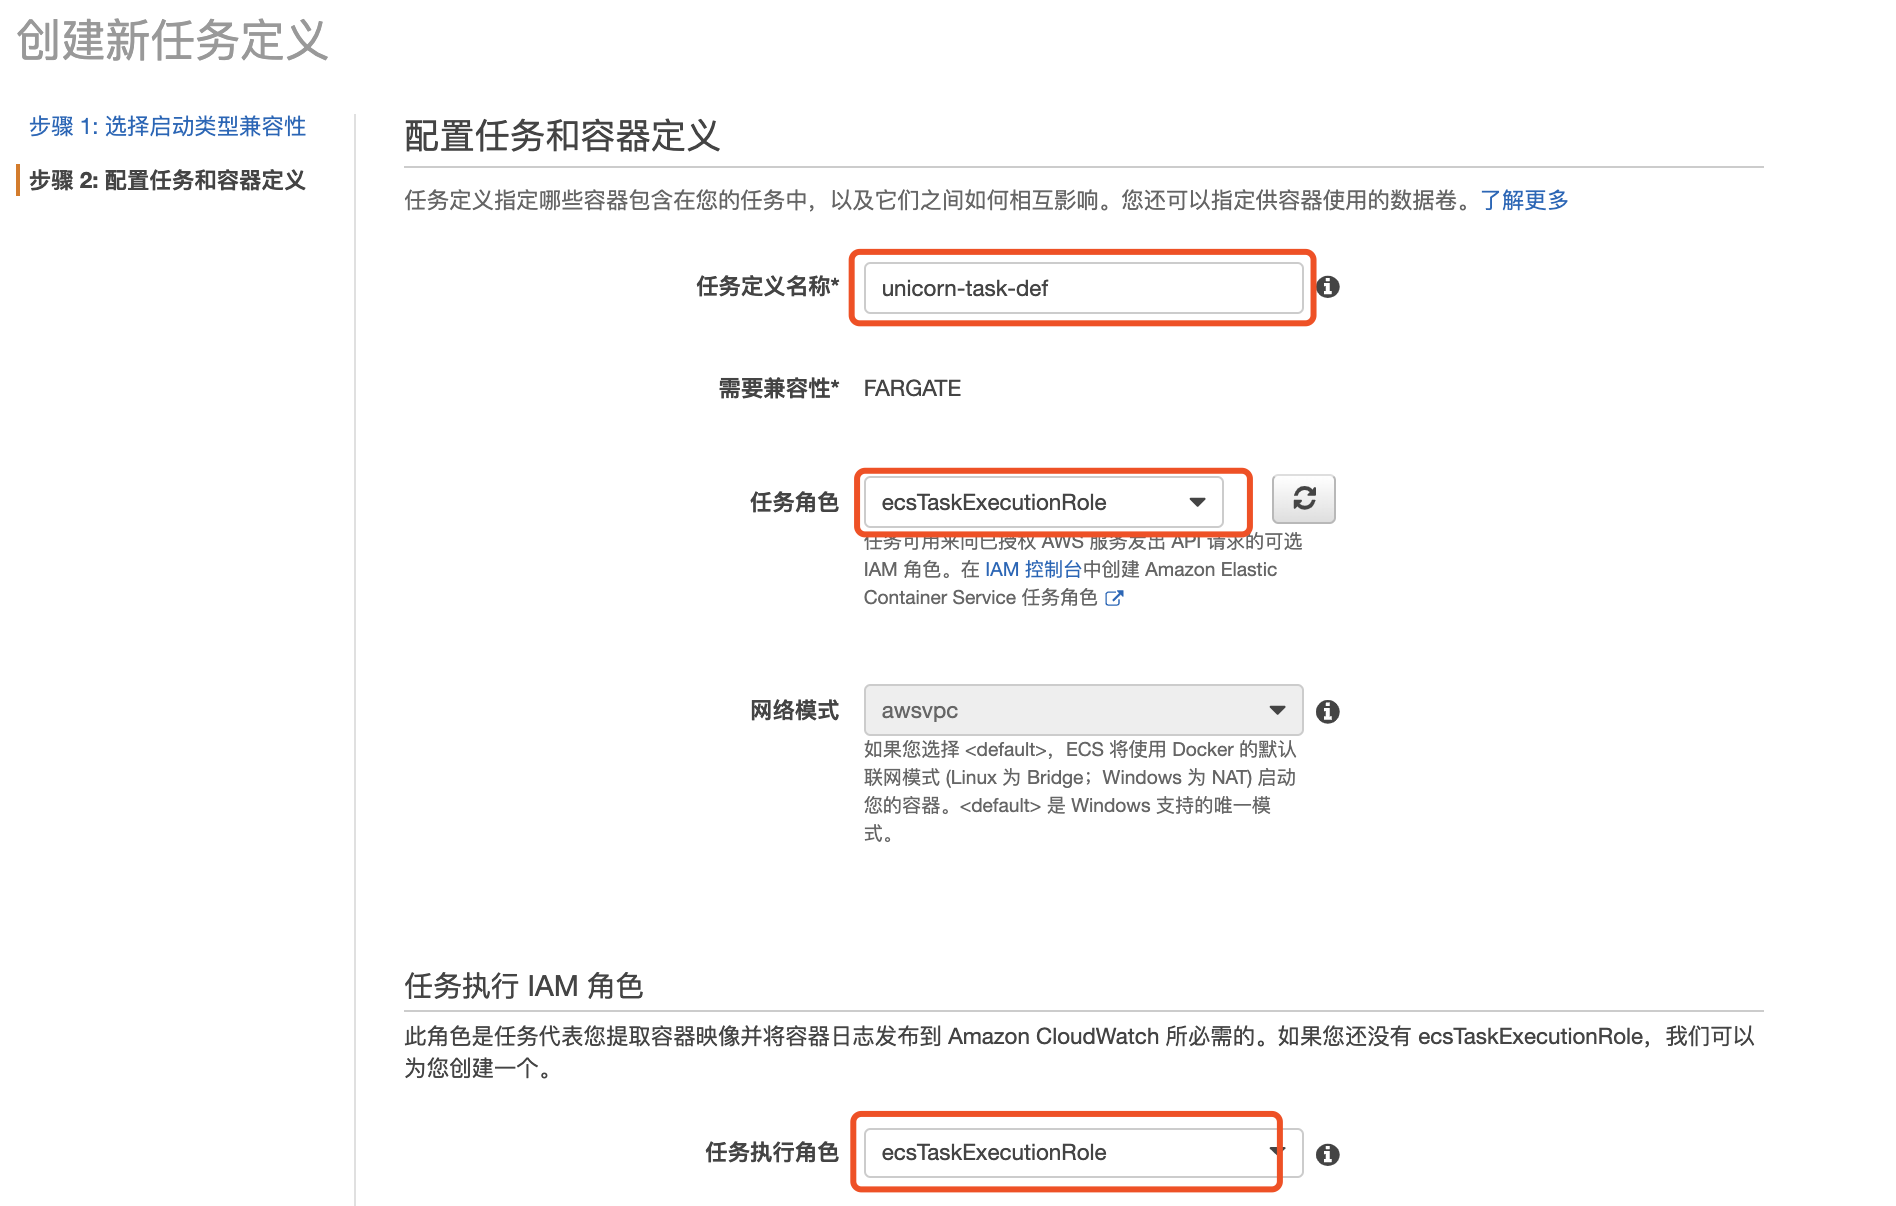 创建新任务定义
步骤 1: 选择启动类型兼容性
步骤 2: 配置任务和容器定义
配置任务和容器定义
任务定义指定哪些容器包含在您的任务中，以及它们之间如何相互影响。您还可以指定供容器使用的数据卷。了解更多
任务定义名称* unicorn-task-def
需要兼容性* FARGATE
任务角色 ecsTaskExecutionRole
任务可用来向已授权 AWS 服务发出 API 请求的可选
IAM 角色。在 IAM 控制台中创建 Amazon Elastic
Container Service 任务角色
网络模式 awsvpc
如果您选择 <default>，ECS 将使用 Docker 的默认
联网模式 (Linux 为 Bridge；Windows 为 NAT) 启动
您的容器。<default> 是 Windows 支持的唯一模
式。
任务执行 IAM 角色
此角色是任务代表您提取容器映像并将容器日志发布到 Amazon CloudWatch 所必需的。如果您还没有 ecsTaskExecutionRole，我们可以
为您创建一个。
任务执行角色 ecsTaskExecutionRole